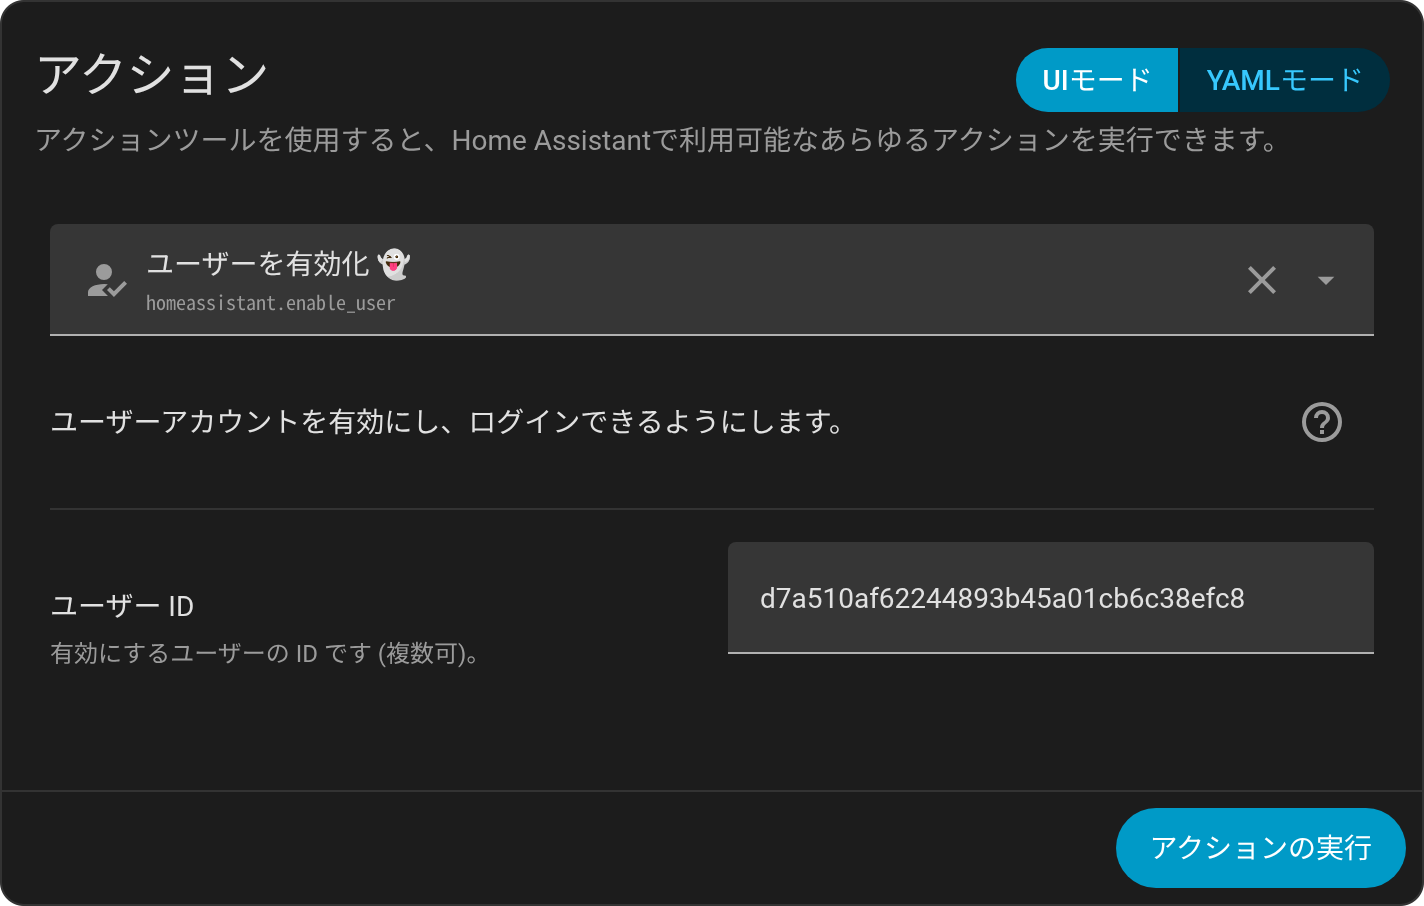 アクション
UIモード
YAMLモード
アクションツールを使用すると、Home Assistantで利用可能なあらゆるアクションを実行できます。
ユーザーを有効化 👻
homeassistant.enable_user
ユーザーアカウントを有効にし、ログインできるようにします。
ユーザー ID
有効にするユーザーの ID です (複数可)。
d7a510af62244893b45a01cb6c38efc8
アクションの実行